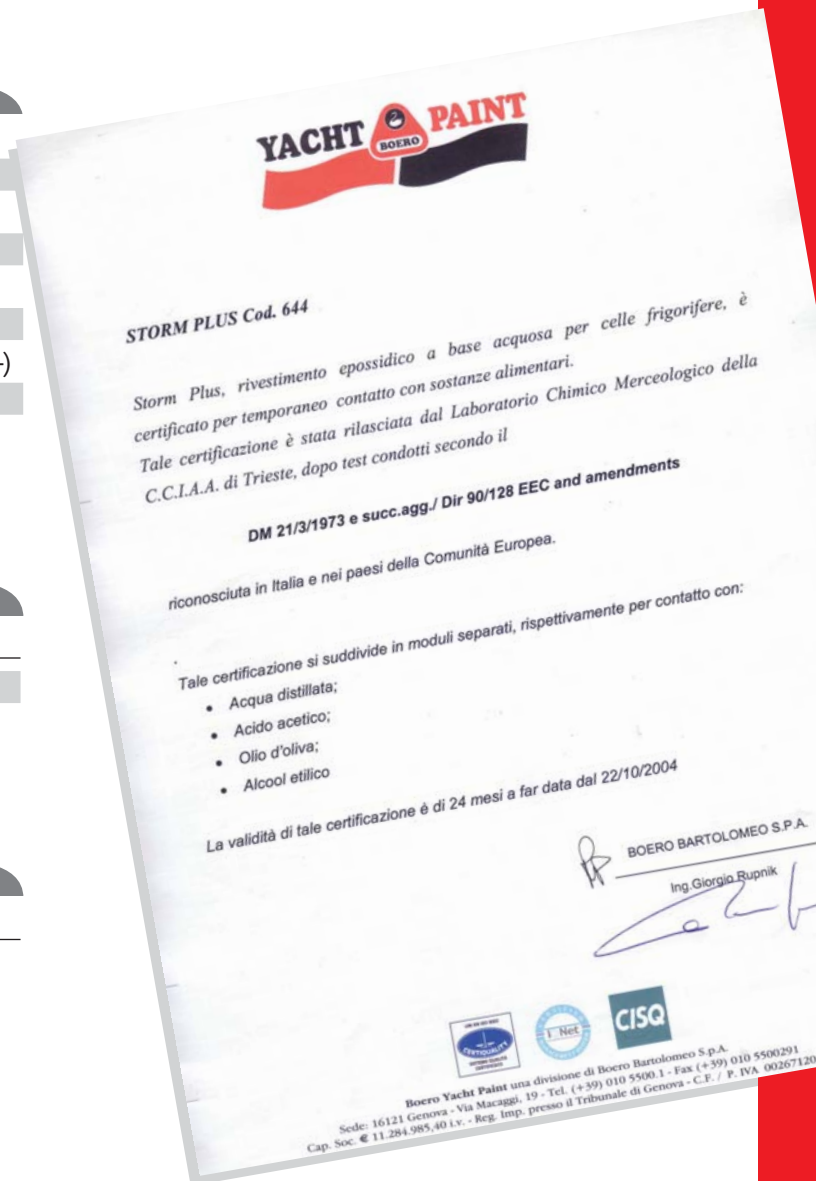 YACHT BOERO PAINT
STORM PLUS Cod. 644
Storm Plus, rivestimento epossidico a base acquosa per celle frigorifere, è
certificato per temporaneo contatto con sostanze alimentari.
Tale certificazione è stata rilasciata dal Laboratorio Chimico Merceologico della
C.C.I.A.A. di Trieste, dopo test condotti secondo il
DM 21/3/1973 e succ.agg./ Dir 90/128 EEC and amendments
riconosciuta in Italia e nei paesi della Comunità Europea.
.
Tale certificazione si suddivide in moduli separati, rispettivamente per contatto con:
• Acqua distillata;
• Acido acetico;
• Olio d'oliva;
• Alcool etilico
La validità di tale certificazione è di 24 mesi a far data dal 22/10/2004
BOERO BARTOLOMEO S.P.A.
Ing.Giorgio Rupnik
CERTIQUALITY
I Net
CISQ
Boero Yacht Paint una divisione di Boero Bartolomeo S.p.A.
Sede: 16121 Genova - Via Macaggi, 19 - Tel. (+39) 010 5500.1 - Fax (+39) 010 5500291
Cap. Soc. € 11.284.985,40 i.v. - Reg. Imp. presso il Tribunale di Genova - C.F. / P. IVA 00267120